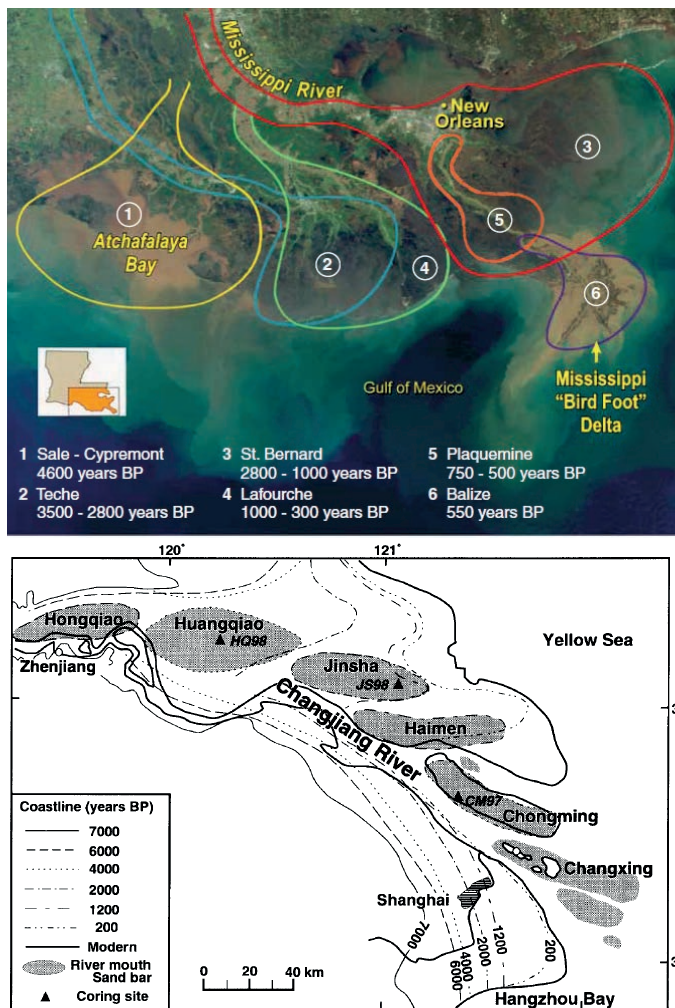 Mississippi River
New
Orleans
3
1
Atchafalaya
Bay
5
2
4
6
Gulf of Mexico
Mississippi
"Bird Foot"
Delta
1 Sale - Cypremont
4600 years BP
2 Teche
3500 - 2800 years BP
3 St. Bernard
2800 - 1000 years BP
4 Lafourche
1000 - 300 years BP
5 Plaquemine
750 - 500 years BP
6 Balize
550 years BP
120°
121°
Hongqiao
Huangqiao
HQ98
Yellow Sea
Zhenjiang
Jinsha
JS98
Changjiang River
Haimen
CM97
Chongming
Changxing
Shanghai
7000
6000
4000
2000
1200
200
Hangzhou Bay
Coastline (years BP)
7000
6000
4000
2000
1200
200
Modern
River mouth
Sand bar
Coring site
0 20 40 km